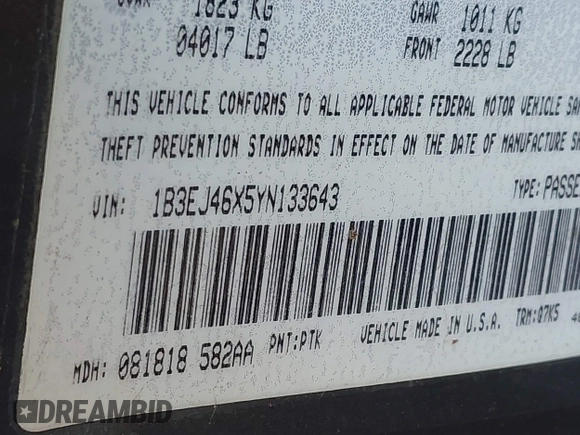 1823 KG GAWR 1011 KG
04017 LB FRONT 2228 LB
THIS VEHICLE CONFORMS TO ALL APPLICABLE FEDERAL MOTOR VEHICLE
THEFT PREVENTION STANDARDS IN EFFECT ON THE DATE OF MANUFACTURE
VIN: 1B3EJ46X5YN133643 TYPE: PASSE
MDH: 081818 582AA PNT:PTK VEHICLE MADE IN U.S.A. TRM:07K5
DREAMBID